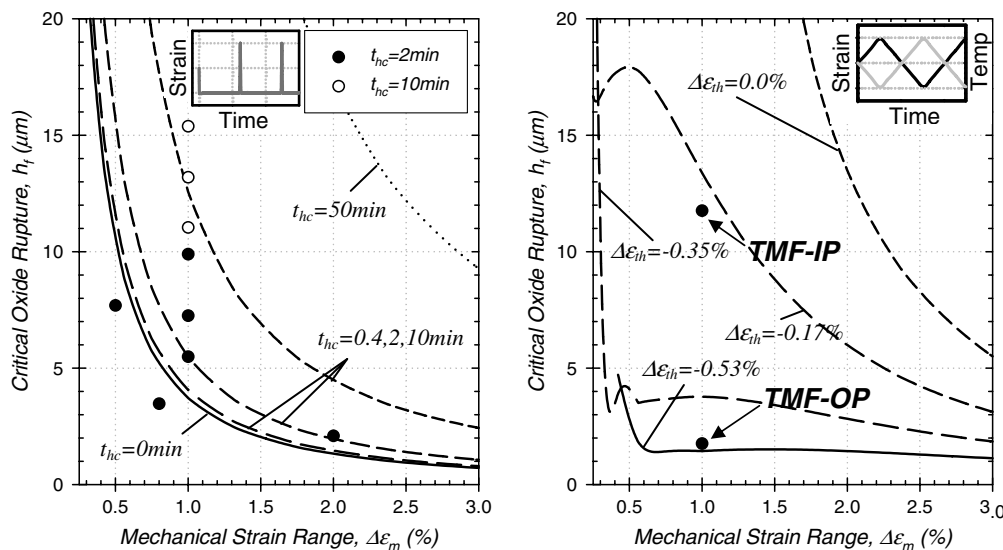 20
15
10
5
0
Critical Oxide Rupture, h_f (μm)
0.5 1.0 1.5 2.0 2.5 3.0
Mechanical Strain Range, Δε_m (%)
Strain
Time
t_hc=2min
t_hc=10min
t_hc=50min
t_hc=0.4,2,10min
t_hc=0min
20
15
10
5
0
Critical Oxide Rupture, h_f (μm)
0.5 1.0 1.5 2.0 2.5 3.0
Mechanical Strain Range, Δε_m (%)
Strain
Temp
Time
Δε_th=0.0%
Δε_th=-0.35%
TMF-IP
Δε_th=-0.17%
Δε_th=-0.53%
TMF-OP